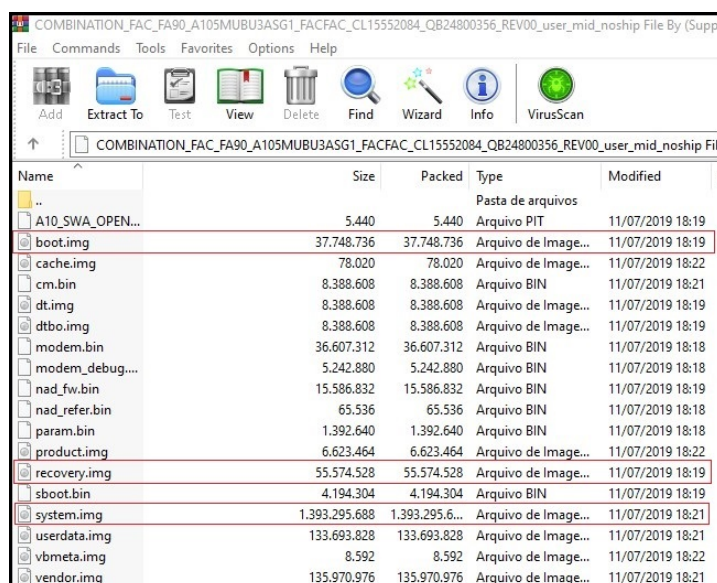 COMBINATION_FAC_FA90_A105MUBU3ASG1_FACFAC_CL15552084_QB24800356_REV00_user_mid_noship File By (Supp
File Commands Tools Favorites Options Help
Add Extract To Test View Delete Find Wizard Info VirusScan
COMBINATION_FAC_FA90_A105MUBU3ASG1_FACFAC_CL15552084_QB24800356_REV00_user_mid_noship Fil
Name Size Packed Type Modified
.. Pasta de arquivos
A10_SWA_OPEN... 5.440 5.440 Arquivo PIT 11/07/2019 18:19
boot.img 37.748.736 37.748.736 Arquivo de Image... 11/07/2019 18:19
cache.img 78.020 78.020 Arquivo de Image... 11/07/2019 18:22
cm.bin 8.388.608 8.388.608 Arquivo BIN 11/07/2019 18:21
dt.img 8.388.608 8.388.608 Arquivo de Image... 11/07/2019 18:19
dtbo.img 8.388.608 8.388.608 Arquivo de Image... 11/07/2019 18:19
modem.bin 36.607.312 36.607.312 Arquivo BIN 11/07/2019 18:18
modem_debug.... 5.242.880 5.242.880 Arquivo BIN 11/07/2019 18:18
nad_fw.bin 15.586.832 15.586.832 Arquivo BIN 11/07/2019 18:19
nad_refer.bin 65.536 65.536 Arquivo BIN 11/07/2019 18:18
param.bin 1.392.640 1.392.640 Arquivo BIN 11/07/2019 18:18
product.img 6.623.464 6.623.464 Arquivo de Image... 11/07/2019 18:22
recovery.img 55.574.528 55.574.528 Arquivo de Image... 11/07/2019 18:19
sboot.bin 4.194.304 4.194.304 Arquivo BIN 11/07/2019 18:19
system.img 1.393.295.688 1.393.295.6... Arquivo de Image... 11/07/2019 18:21
userdata.img 133.693.828 133.693.828 Arquivo de Image... 11/07/2019 18:21
vbmeta.img 8.592 8.592 Arquivo de Image... 11/07/2019 18:22
vendor.img 135.970.976 135.970.976 Arquivo de Image... 11/07/2019 18:21